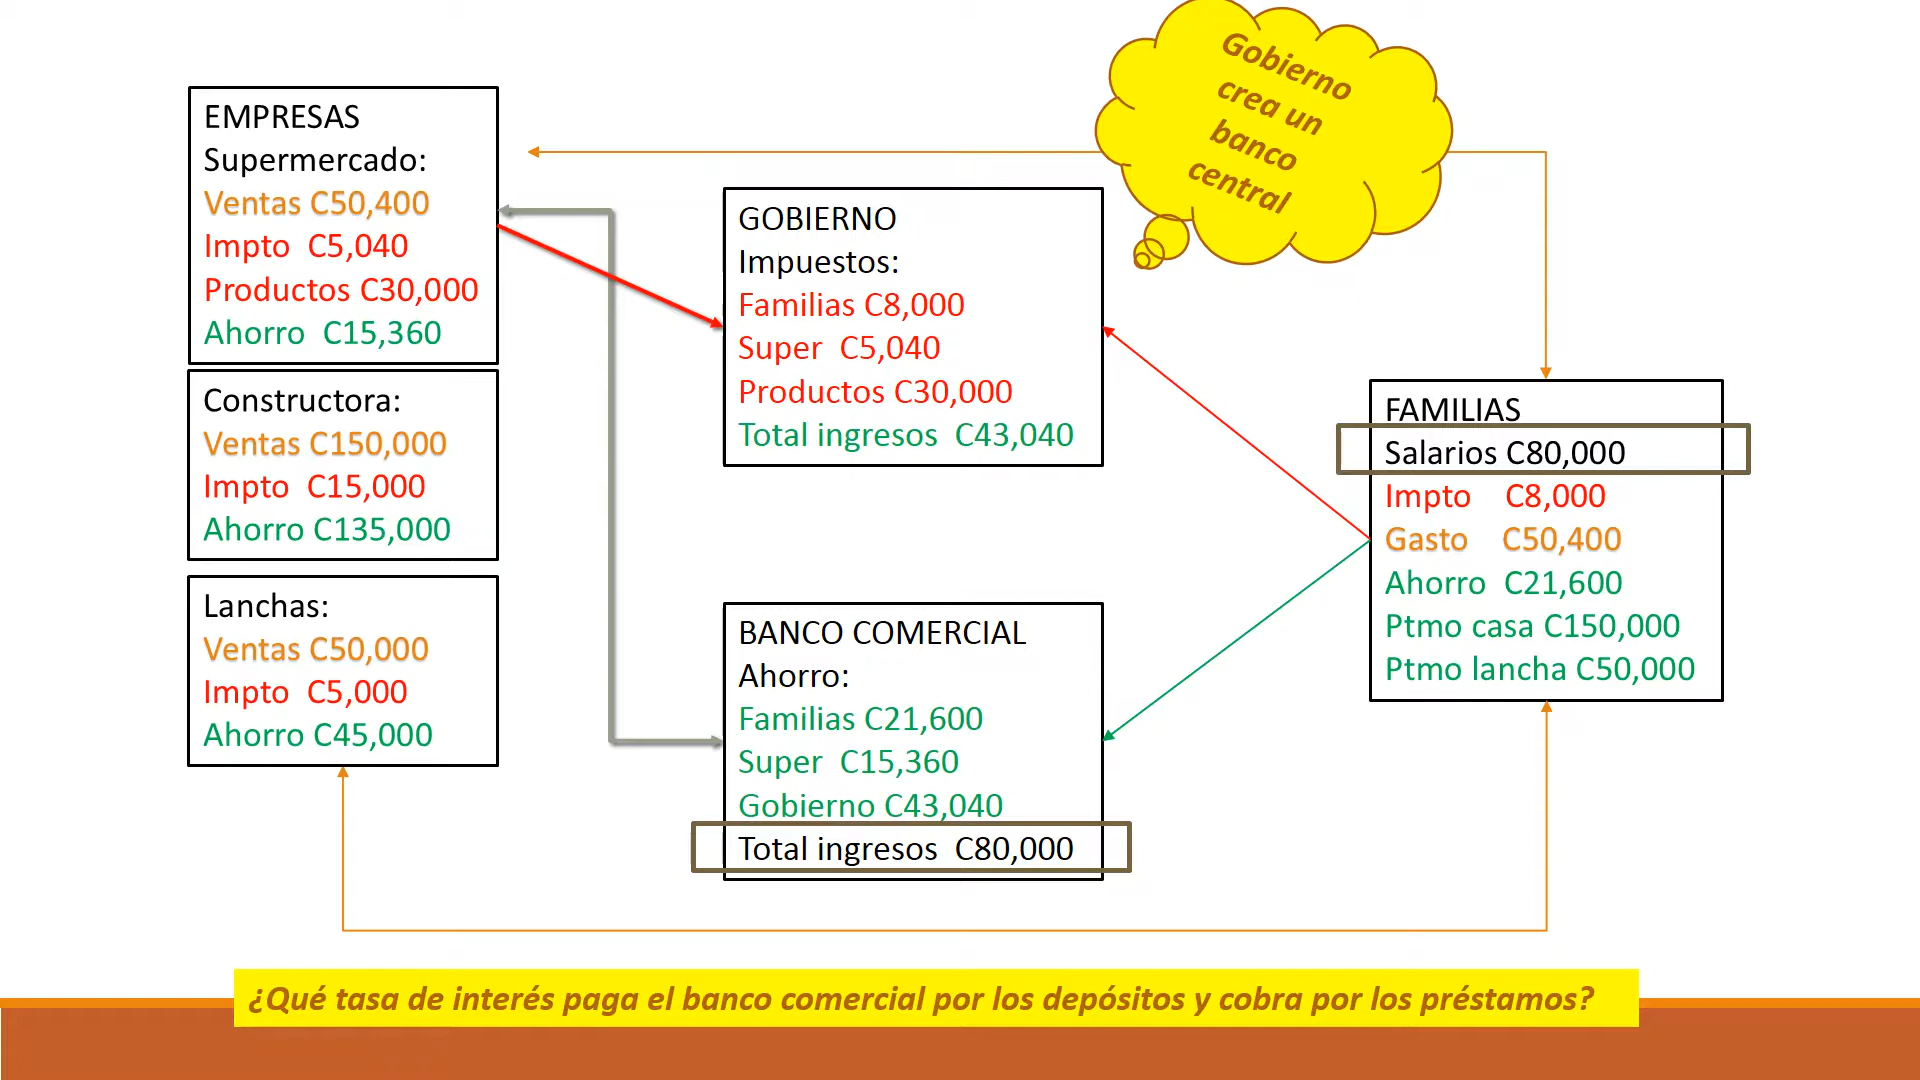 EMPRESAS
Supermercado:
Ventas C50,400
Impto C5,040
Productos C30,000
Ahorro C15,360
Constructora:
Ventas C150,000
Impto C15,000
Ahorro C135,000
Lanchas:
Ventas C50,000
Impto C5,000
Ahorro C45,000
GOBIERNO
Impuestos:
Familias C8,000
Super C5,040
Productos C30,000
Total ingresos C43,040
BANCO COMERCIAL
Ahorro:
Familias C21,600
Super C15,360
Gobierno C43,040
Total ingresos C80,000
Gobierno
crea un
banco
central
FAMILIAS
Salarios C80,000
Impto C8,000
Gasto C50,400
Ahorro C21,600
Ptmo casa C150,000
Ptmo lancha C50,000
¿Qué tasa de interés paga el banco comercial por los depósitos y cobra por los préstamos?